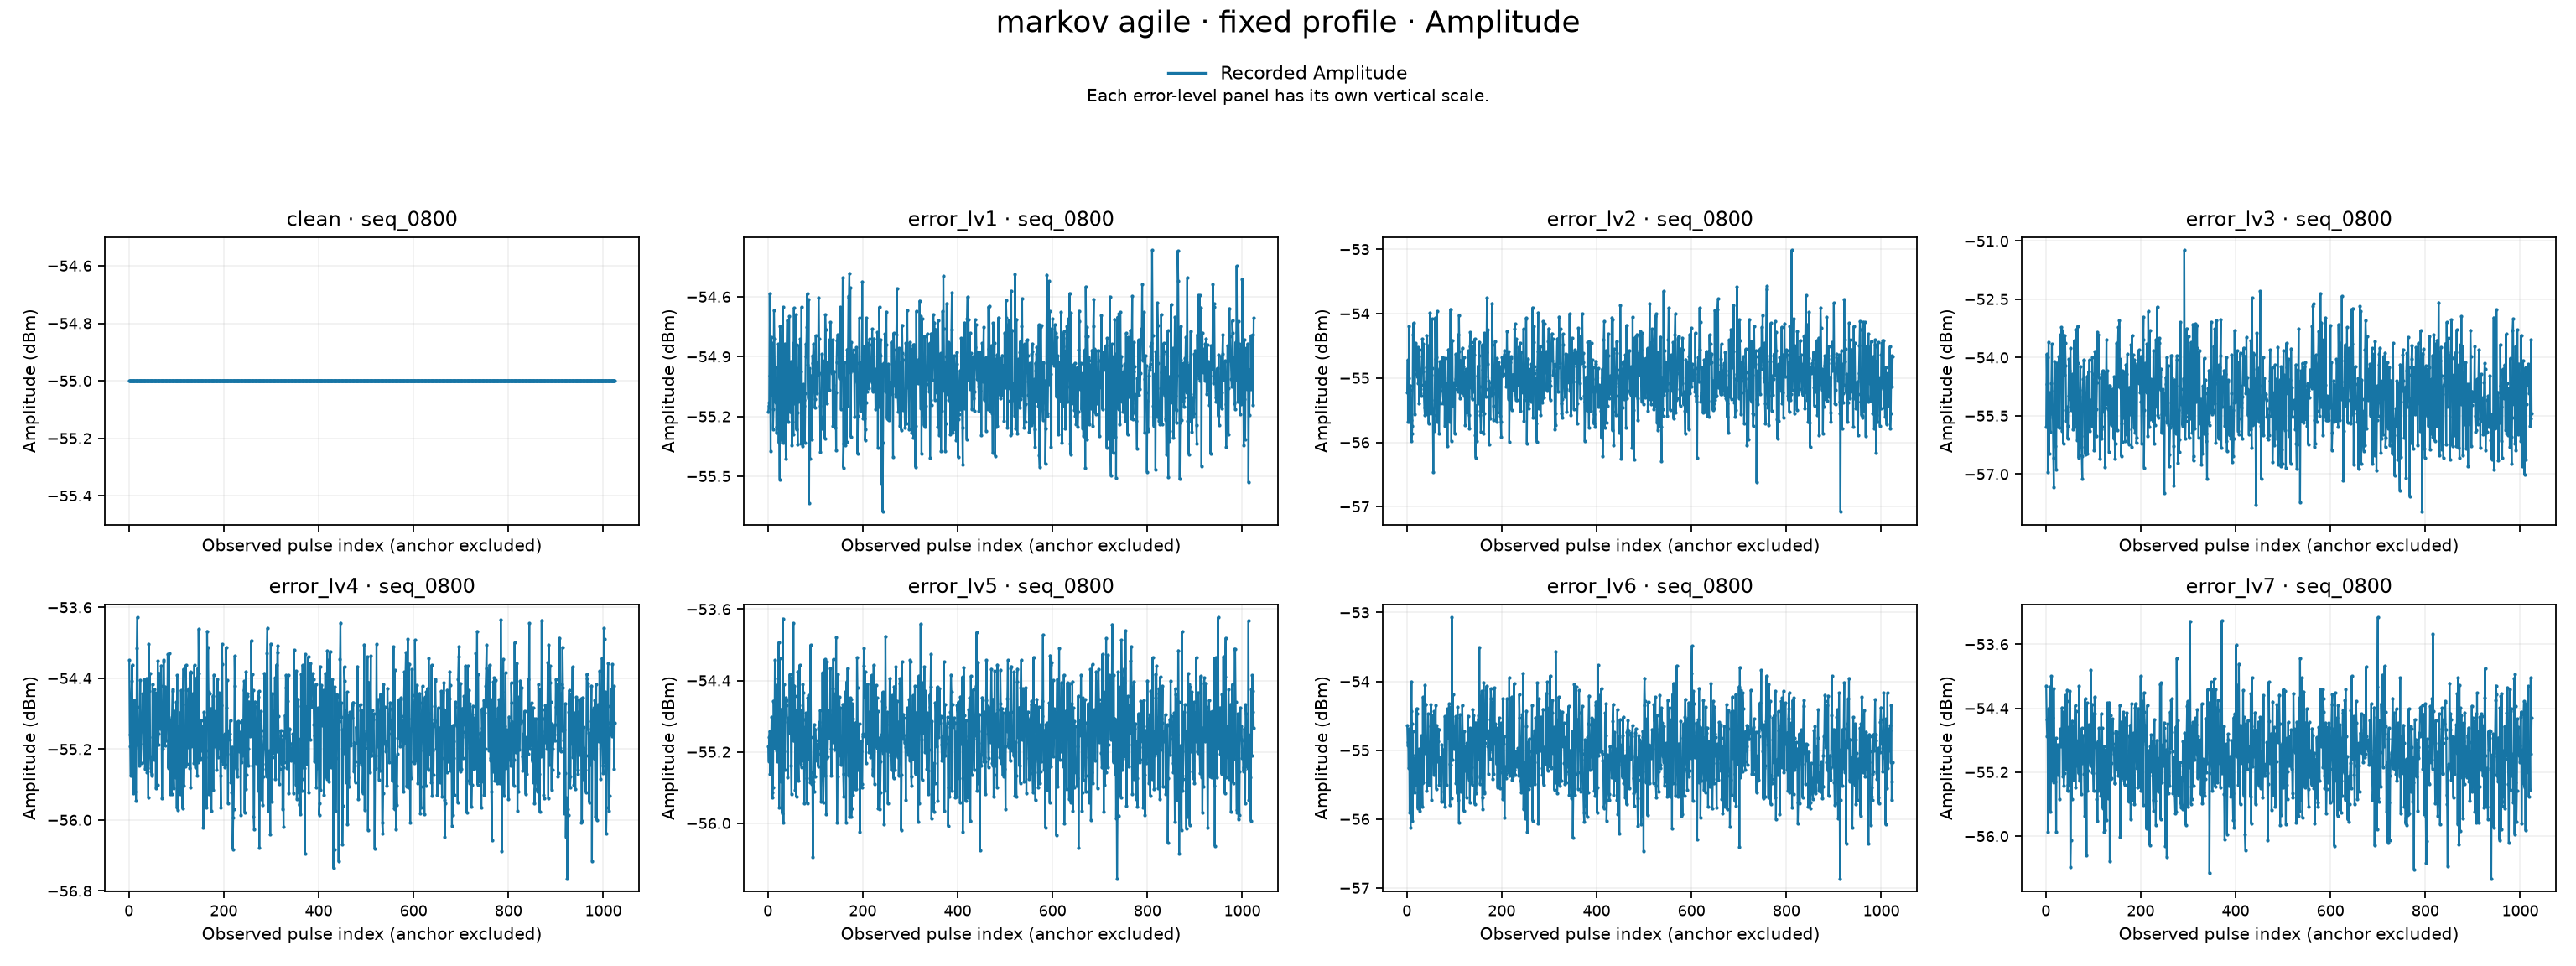 markov agile · fixed profile · Amplitude
Recorded Amplitude
Each error-level panel has its own vertical scale.
clean · seq_0800
Amplitude (dBm)
−54.6
−54.8
−55.0
−55.2
−55.4
Observed pulse index (anchor excluded)
error_lv1 · seq_0800
Amplitude (dBm)
−54.6
−54.9
−55.2
−55.5
Observed pulse index (anchor excluded)
error_lv2 · seq_0800
Amplitude (dBm)
−53
−54
−55
−56
−57
Observed pulse index (anchor excluded)
error_lv3 · seq_0800
Amplitude (dBm)
−51.0
−52.5
−54.0
−55.5
−57.0
Observed pulse index (anchor excluded)
error_lv4 · seq_0800
Amplitude (dBm)
−53.6
−54.4
−55.2
−56.0
−56.8
0 200 400 600 800 1000
Observed pulse index (anchor excluded)
error_lv5 · seq_0800
Amplitude (dBm)
−53.6
−54.4
−55.2
−56.0
0 200 400 600 800 1000
Observed pulse index (anchor excluded)
error_lv6 · seq_0800
Amplitude (dBm)
−53
−54
−55
−56
−57
0 200 400 600 800 1000
Observed pulse index (anchor excluded)
error_lv7 · seq_0800
Amplitude (dBm)
−53.6
−54.4
−55.2
−56.0
0 200 400 600 800 1000
Observed pulse index (anchor excluded)